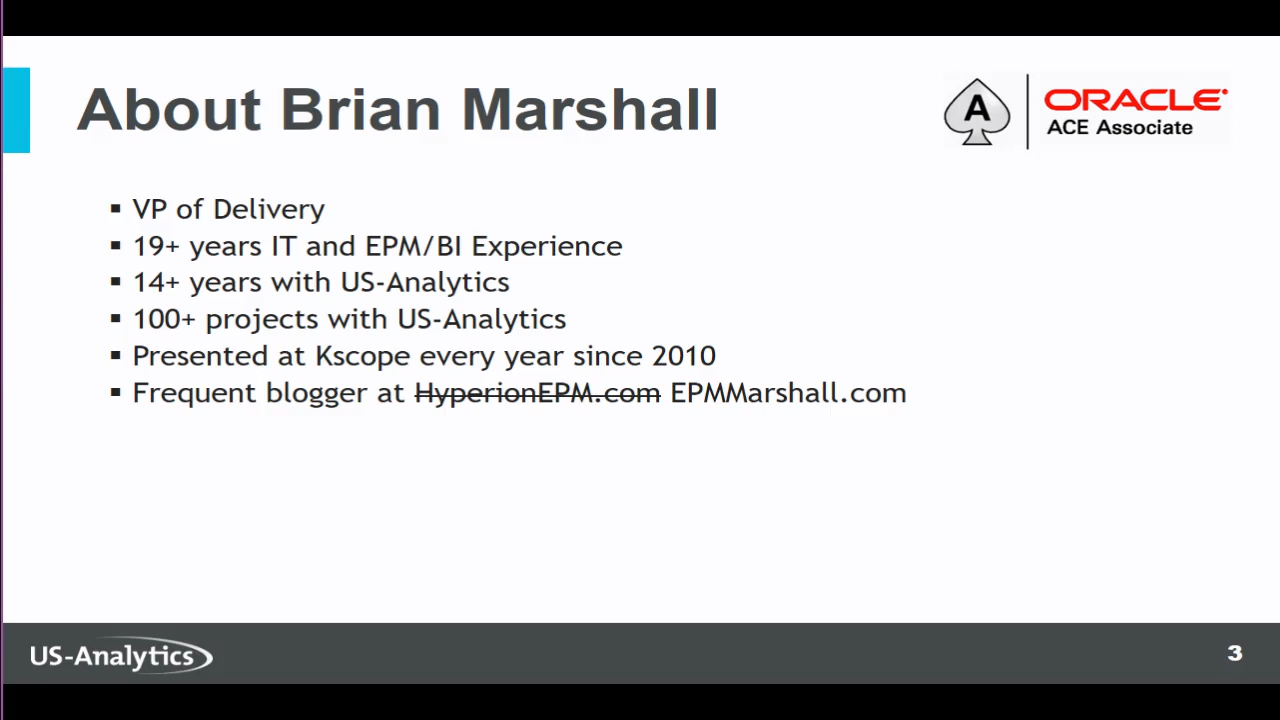 About Brian Marshall
A
ORACLE
ACE Associate
VP of Delivery
19+ years IT and EPM/BI Experience
14+ years with US-Analytics
100+ projects with US-Analytics
Presented at Kscope every year since 2010
Frequent blogger at HyperionEPM.com EPMMarshall.com
US-Analytics
3